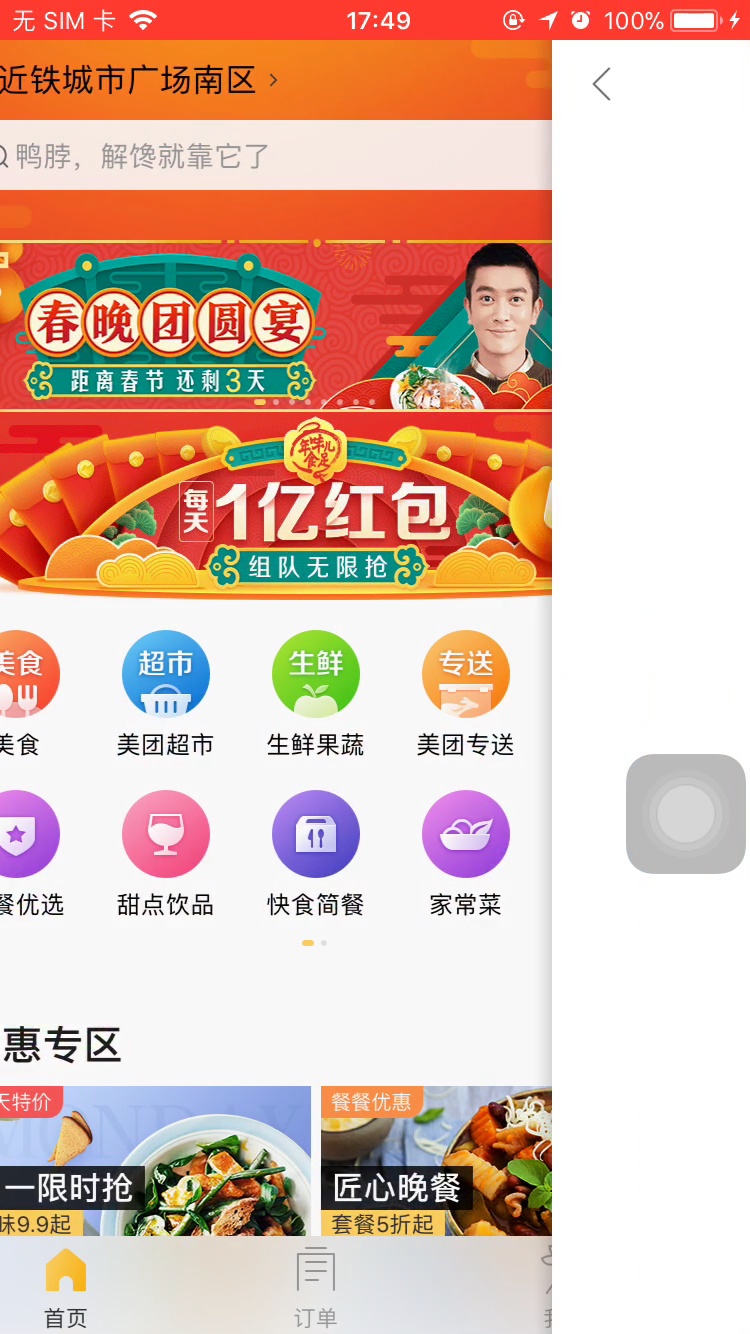 无 SIM 卡
17:49
100%
近铁城市广场南区
鸭脖，解馋就靠它了
春晚团圆宴
距离春节 还剩3天
年味儿
食足
每天
1亿红包
组队无限抢
美食
超市
生鲜
专送
美食
美团超市
生鲜果蔬
美团专送
餐优选
甜点饮品
快食简餐
家常菜
惠专区
天特价
餐餐优惠
MONDAY
一限时抢
匠心晚餐
味9.9起
套餐5折起
首页
订单